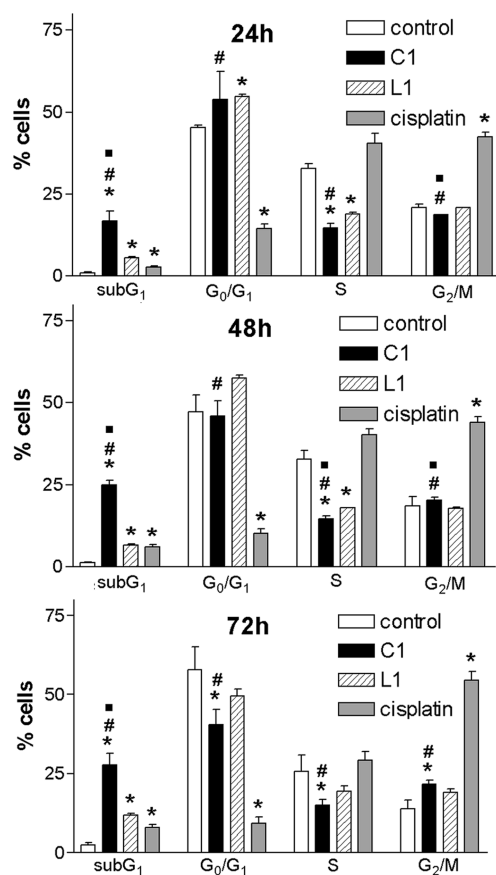 24h
control
C1
L1
cisplatin
% cells
75
50
25
0
■ # *
*
*
#
*
*
# *
*
■ #
*
subG1 G0/G1 S G2/M
48h
control
C1
L1
cisplatin
% cells
75
50
25
0
■ # *
*
*
#
*
■ # *
*
■ #
*
subG1 G0/G1 S G2/M
72h
control
C1
L1
cisplatin
% cells
75
50
25
0
■ # *
*
*
# *
*
# *
# *
*
subG1 G0/G1 S G2/M